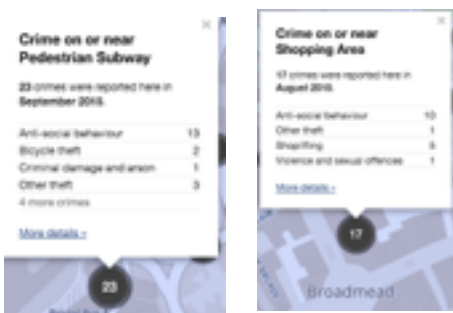 ×
Crime on or near
Pedestrian Subway
23 crimes were reported here in
September 2015.
Anti-social behaviour 13
Bicycle theft 2
Criminal damage and arson 1
Other theft 3
4 more crimes
More details »
23
×
Crime on or near
Shopping Area
17 crimes were reported here in
August 2015.
Anti-social behaviour 10
Other theft 1
Shoplifting 5
Violence and sexual offences 1
More details »
17
Broadmead